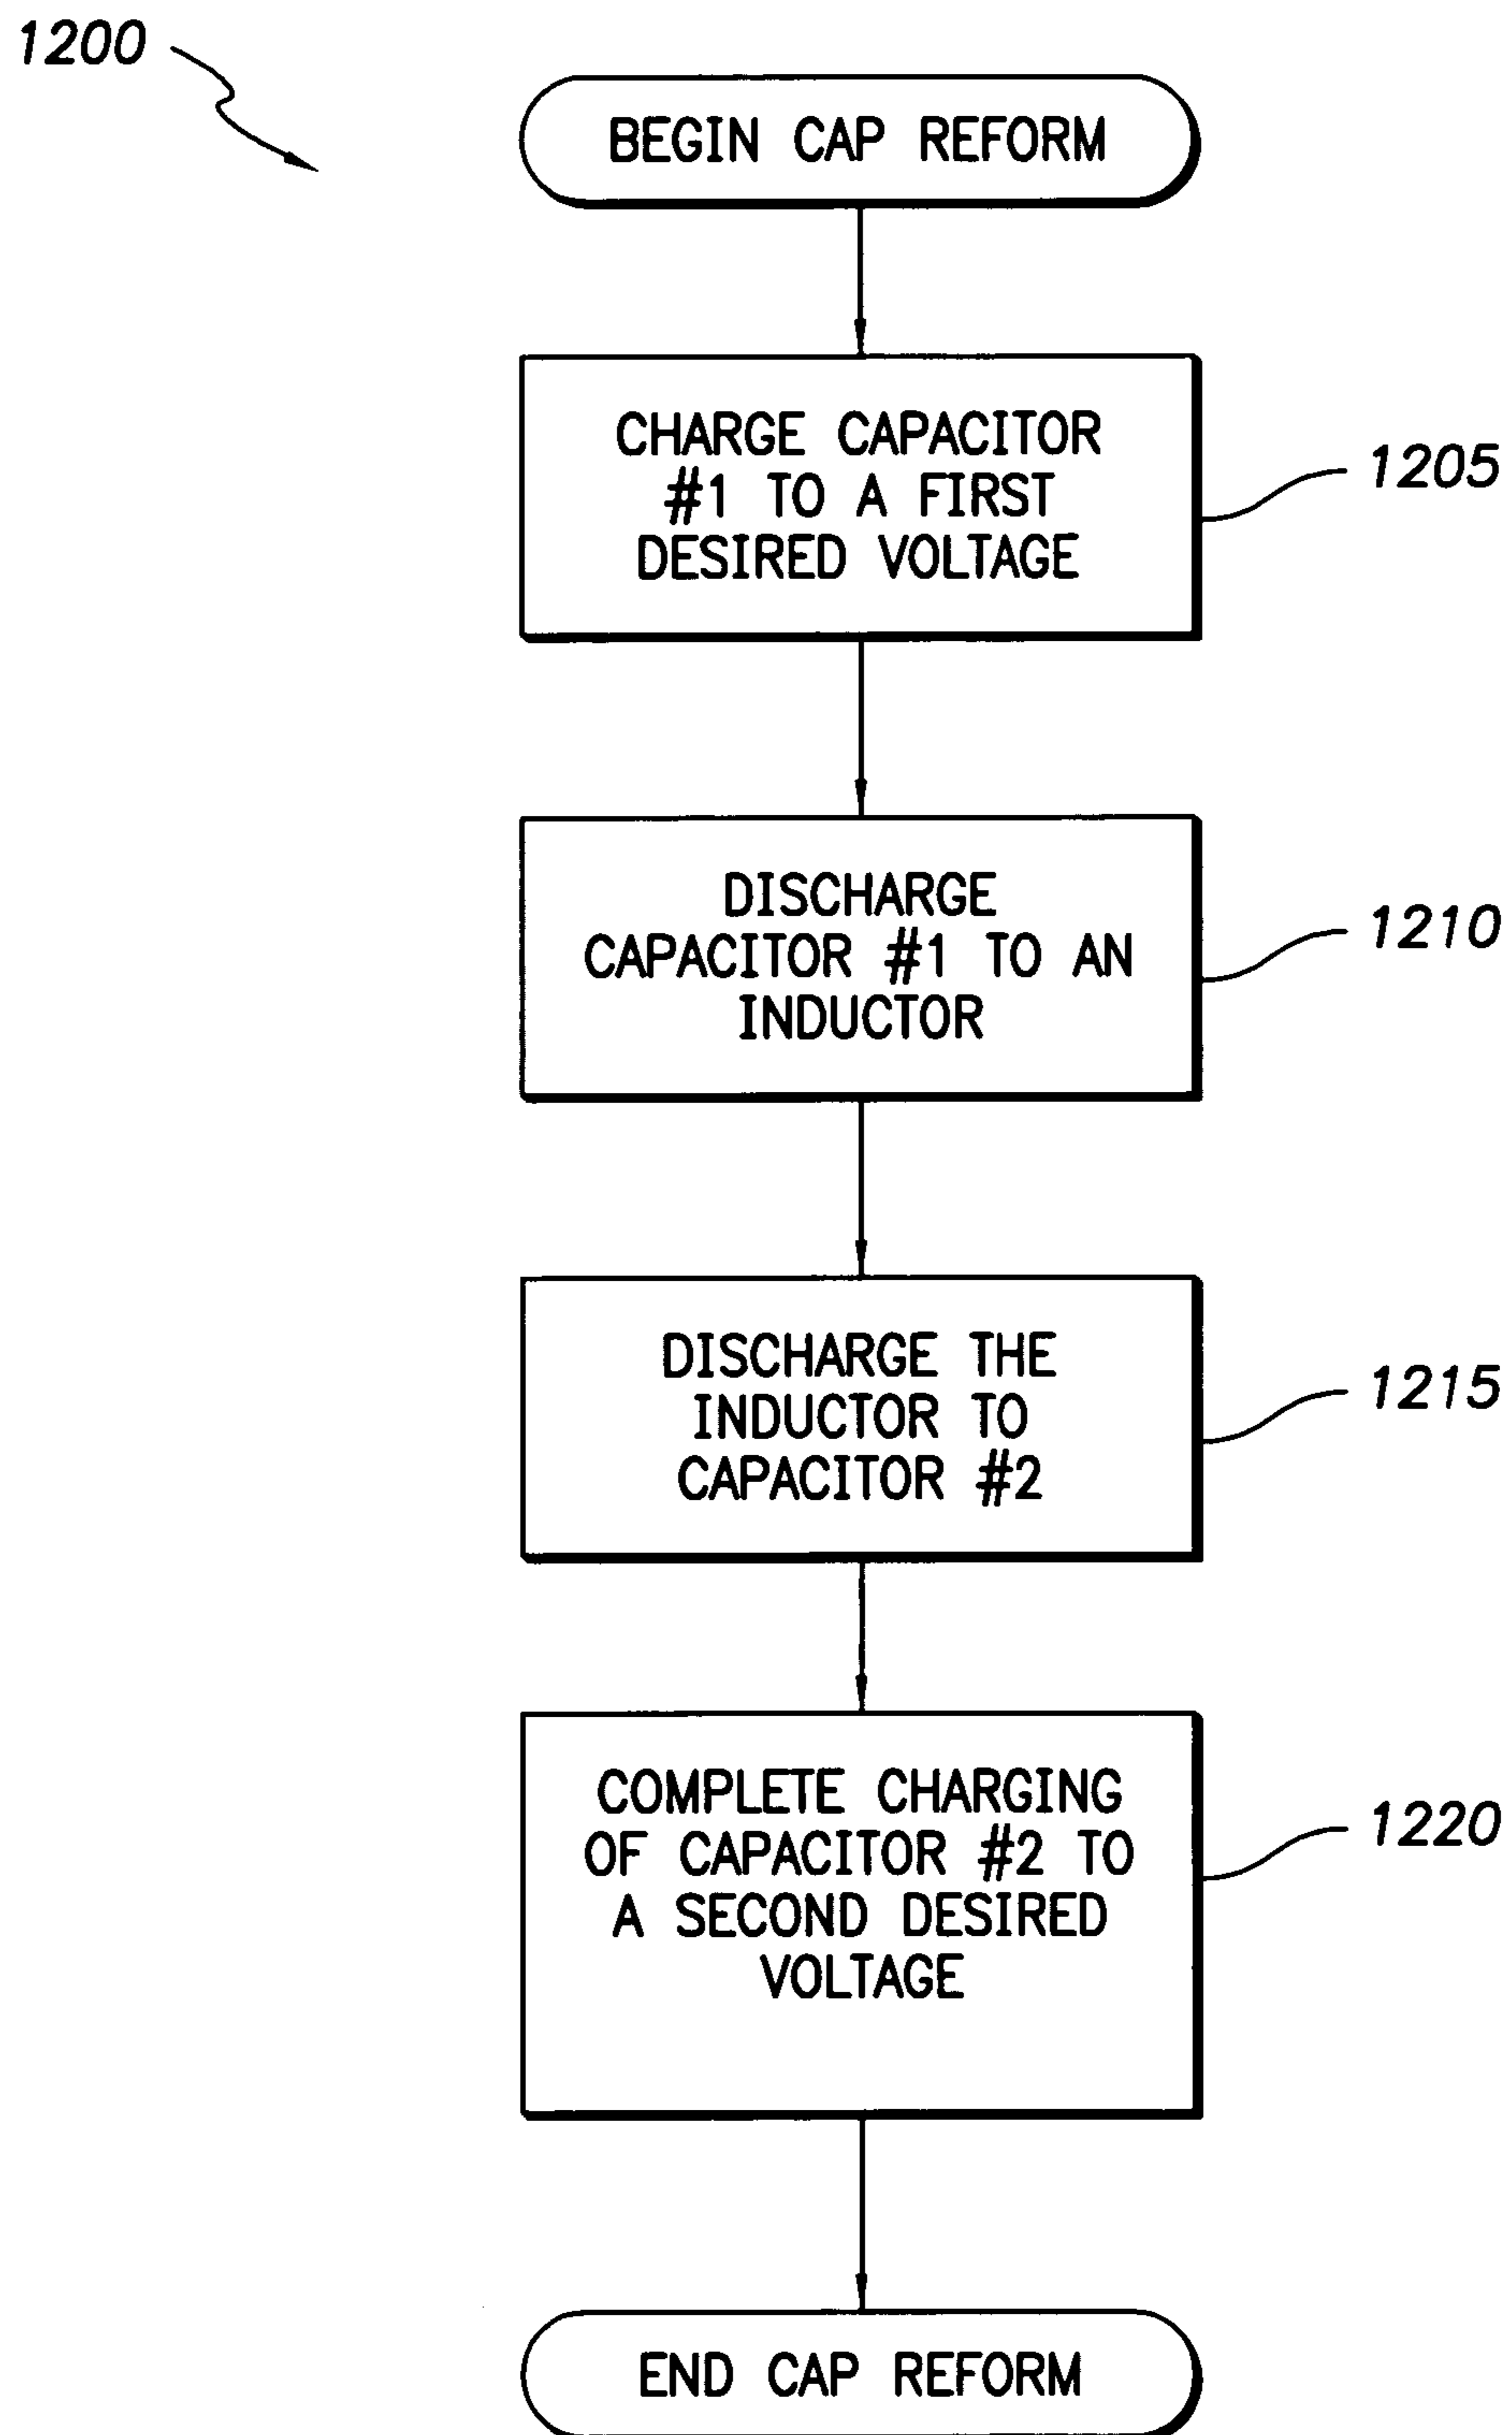 1200
BEGIN CAP REFORM
CHARGE CAPACITOR
#1 TO A FIRST
DESIRED VOLTAGE
1205
DISCHARGE
CAPACITOR #1 TO AN
INDUCTOR
1210
DISCHARGE THE
INDUCTOR TO
CAPACITOR #2
1215
COMPLETE CHARGING
OF CAPACITOR #2 TO
A SECOND DESIRED
VOLTAGE
1220
END CAP REFORM